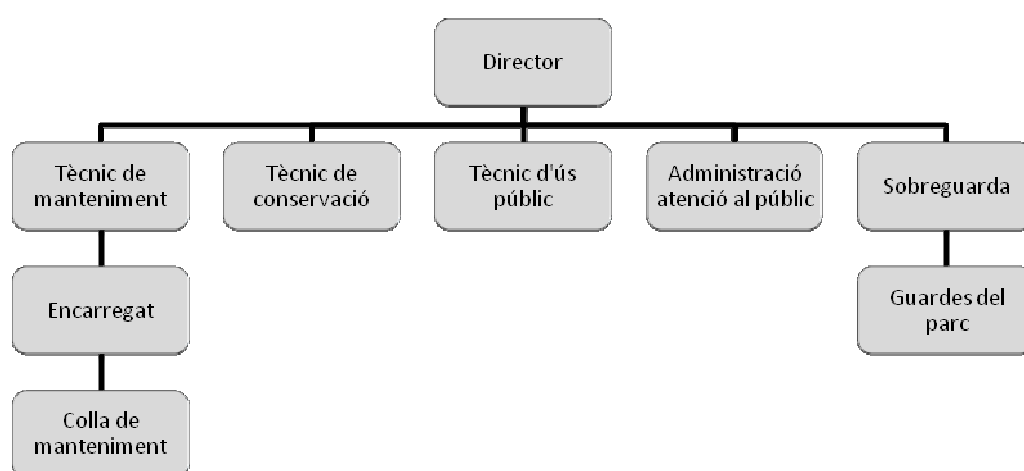 Director
Tècnic de
manteniment
Tècnic de
conservació
Tècnic d'ús
públic
Administració
atenció al públic
Sobreguarda
Encarregat
Guardes del
parc
Colla de
manteniment